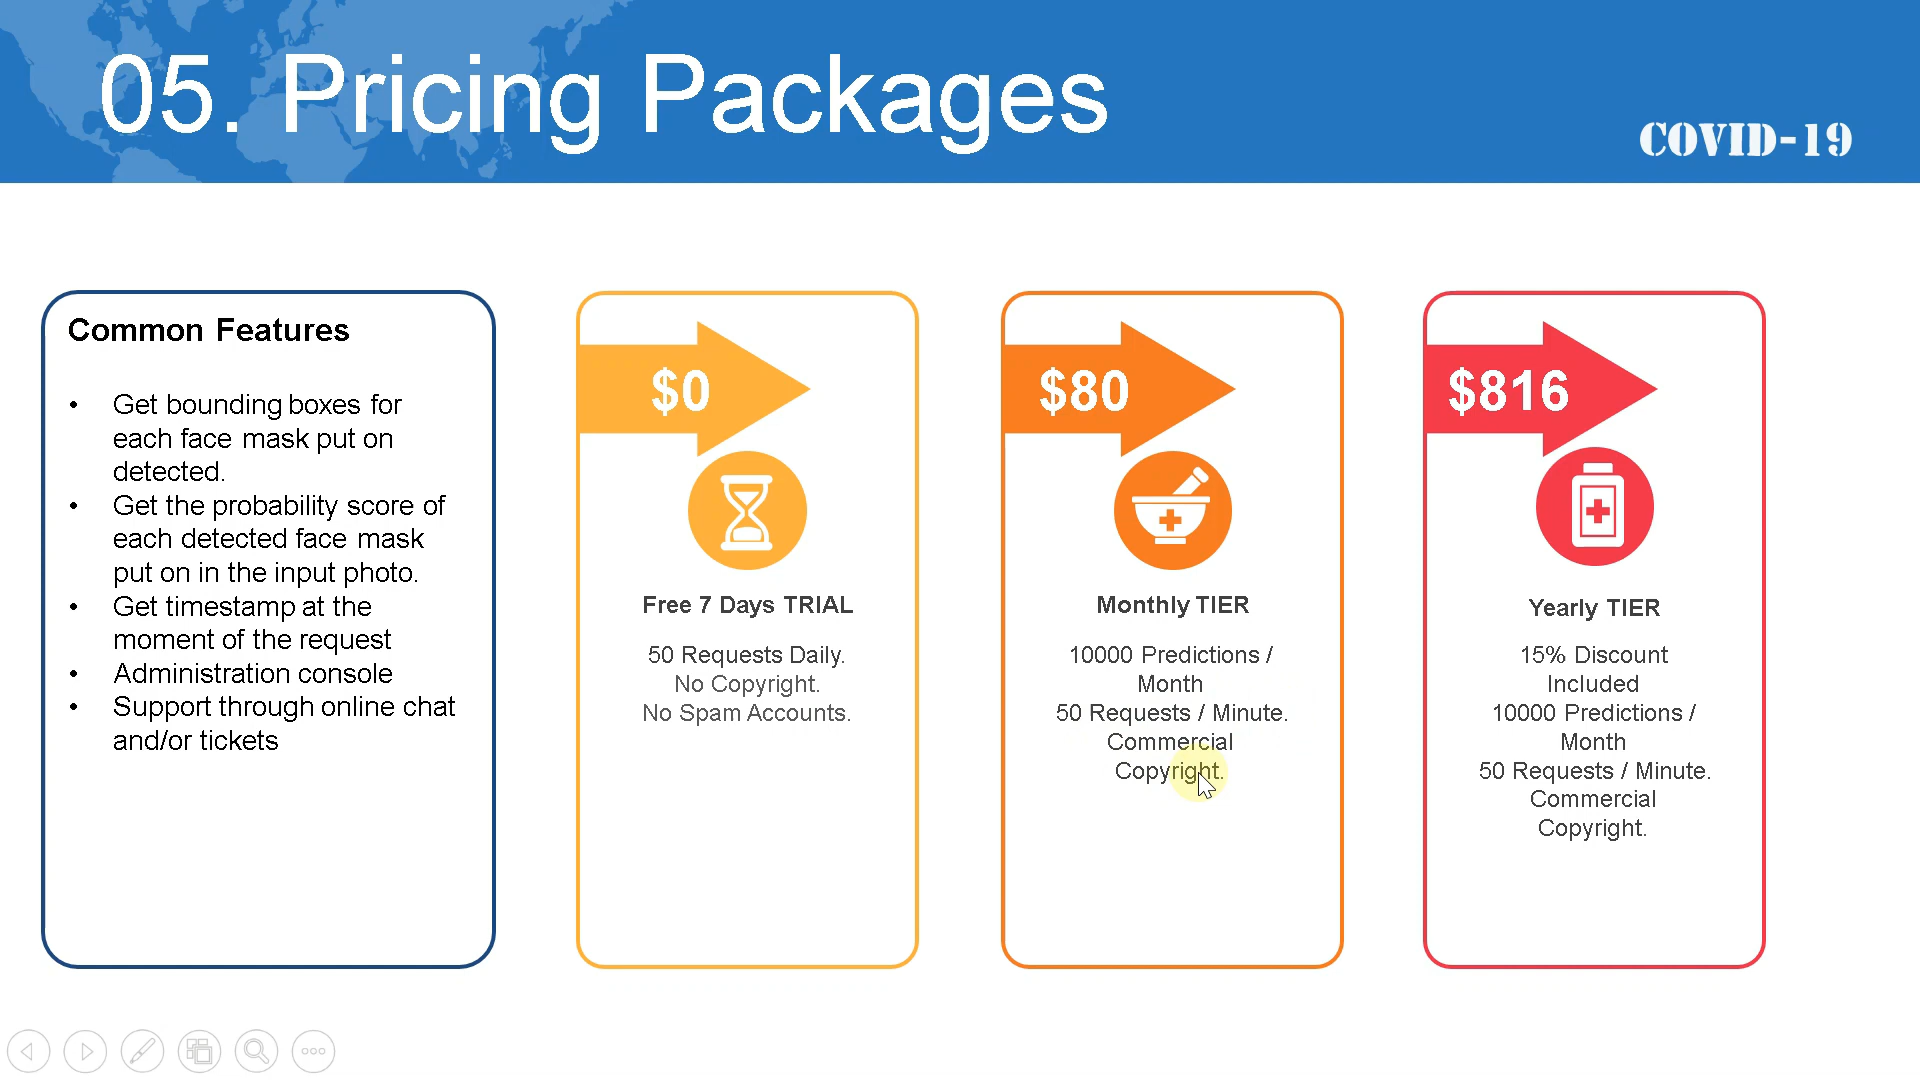 05. Pricing Packages
COVID-19
Common Features
• Get bounding boxes for
each face mask put on
detected.
• Get the probability score of
each detected face mask
put on in the input photo.
• Get timestamp at the
moment of the request
• Administration console
• Support through online chat
and/or tickets
$0
Free 7 Days TRIAL
50 Requests Daily.
No Copyright.
No Spam Accounts.
$80
Monthly TIER
10000 Predictions /
Month
50 Requests / Minute.
Commercial
Copyright.
$816
Yearly TIER
15% Discount
Included
10000 Predictions /
Month
50 Requests / Minute.
Commercial
Copyright.